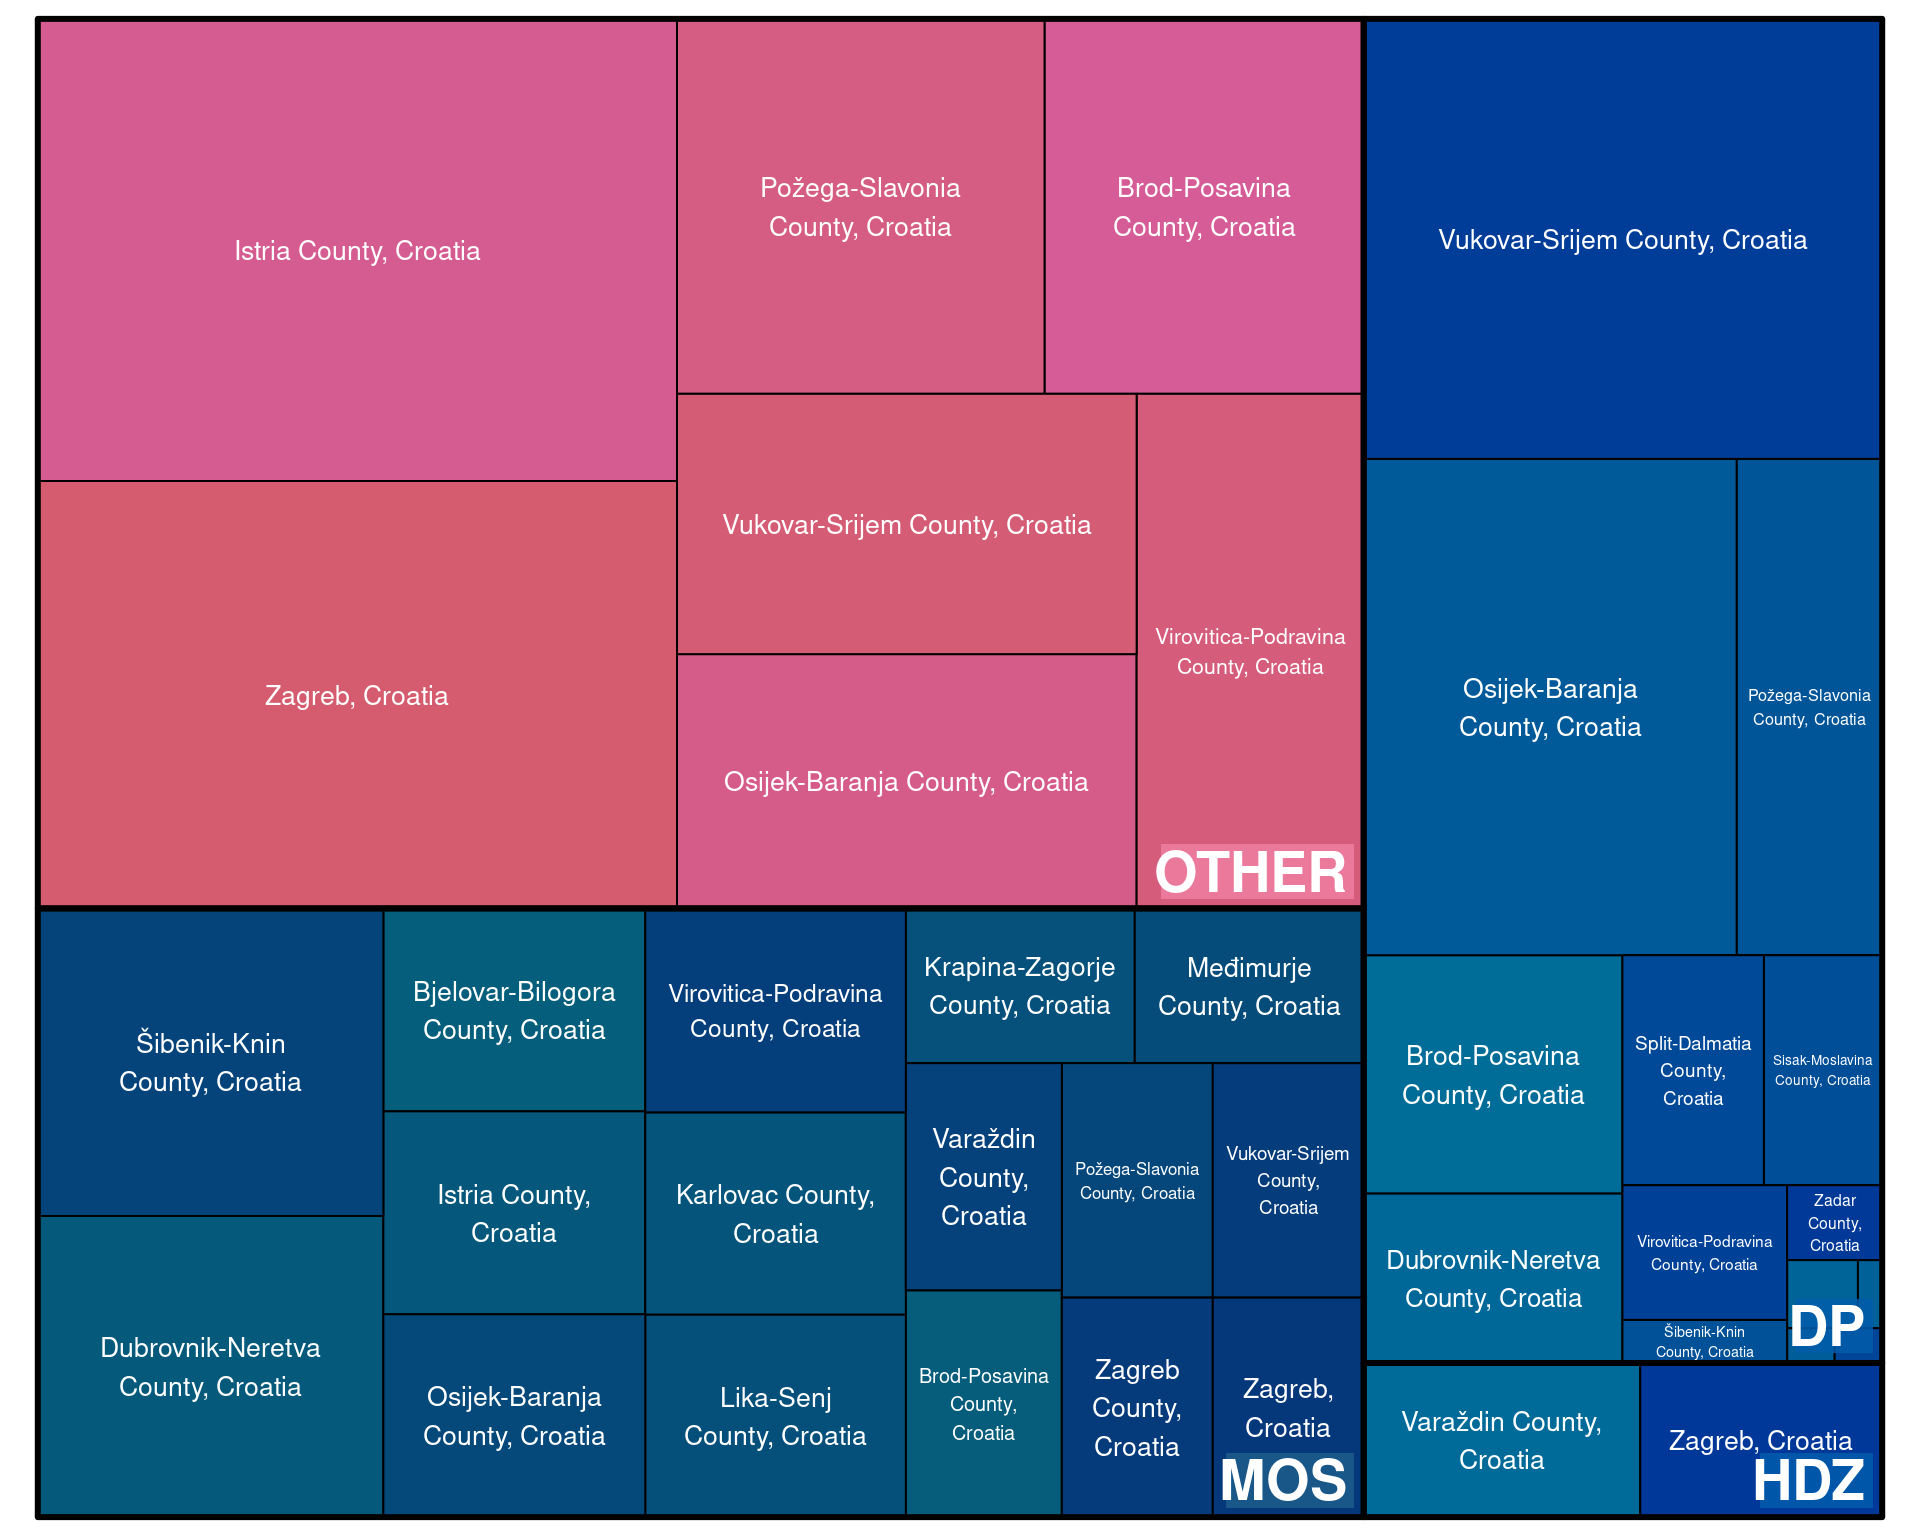 Istria County, Croatia
Požega-Slavonia
County, Croatia
Brod-Posavina
County, Croatia
Vukovar-Srijem County, Croatia
Zagreb, Croatia
Vukovar-Srijem County, Croatia
Virovitica-Podravina
County, Croatia
Osijek-Baranja County, Croatia
OTHER
Osijek-Baranja
County, Croatia
Požega-Slavonia
County, Croatia
Šibenik-Knin
County, Croatia
Dubrovnik-Neretva
County, Croatia
Bjelovar-Bilogora
County, Croatia
Istria County,
Croatia
Osijek-Baranja
County, Croatia
Virovitica-Podravina
County, Croatia
Karlovac County,
Croatia
Lika-Senj
County, Croatia
Krapina-Zagorje
County, Croatia
Međimurje
County, Croatia
Varaždin
County,
Croatia
Požega-Slavonia
County, Croatia
Vukovar-Srijem
County,
Croatia
Brod-Posavina
County,
Croatia
Zagreb
County,
Croatia
Zagreb,
Croatia
MOS
Brod-Posavina
County, Croatia
Split-Dalmatia
County,
Croatia
Sisak-Moslavina
County, Croatia
Dubrovnik-Neretva
County, Croatia
Virovitica-Podravina
County, Croatia
Zadar
County,
Croatia
Šibenik-Knin
County, Croatia
DP
Varaždin County,
Croatia
Zagreb, Croatia
HDZ